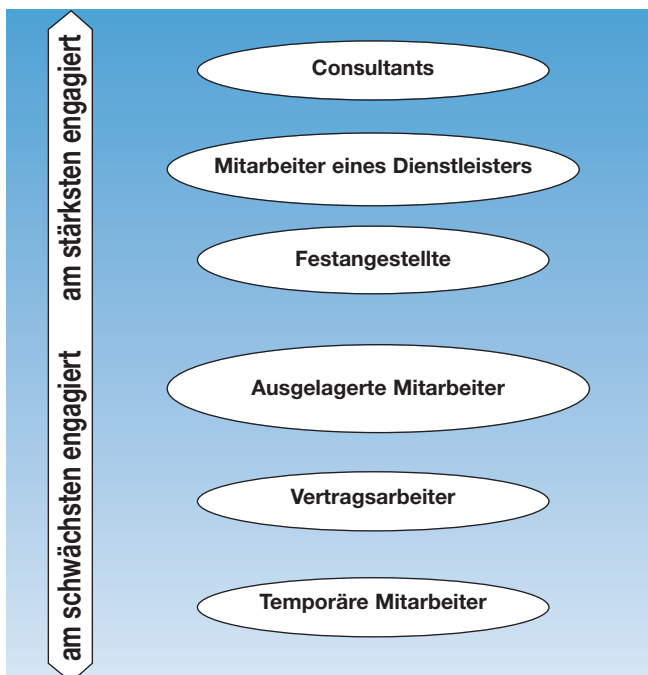 am stärksten engagiert
am schwächsten engagiert
Consultants
Mitarbeiter eines Dienstleisters
Festangestellte
Ausgelagerte Mitarbeiter
Vertragsarbeiter
Temporäre Mitarbeiter